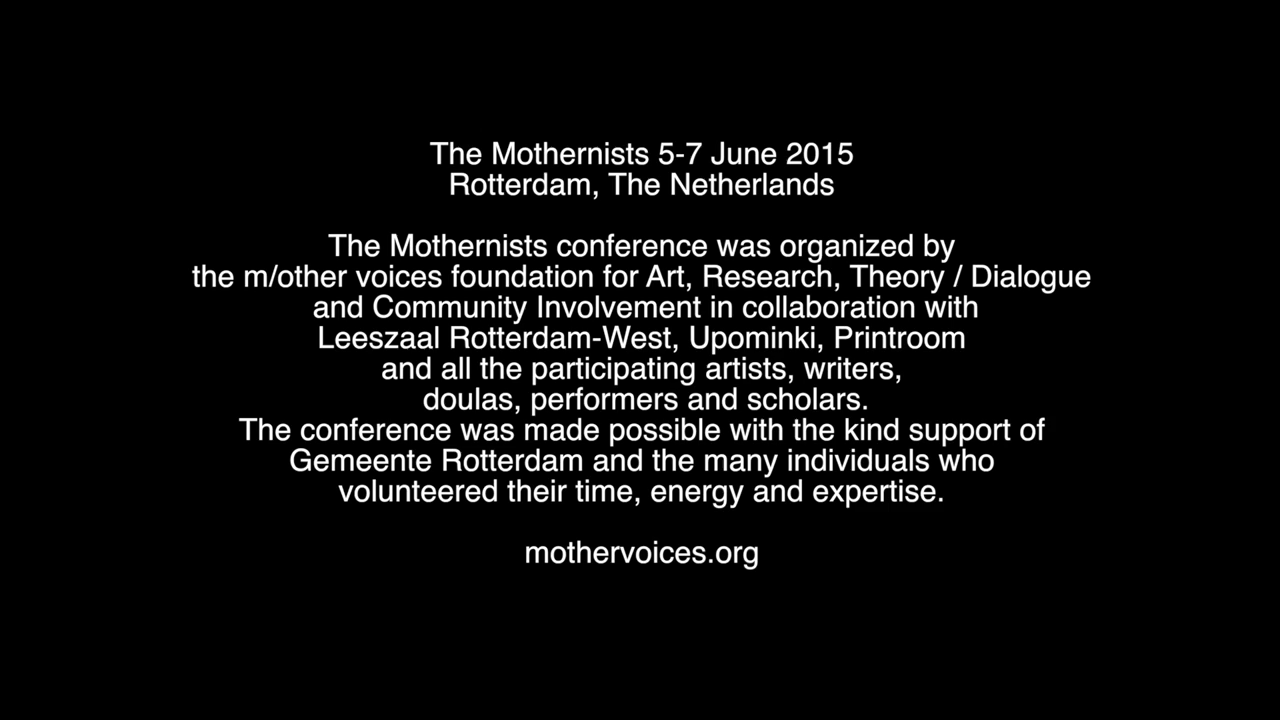 The Mothernists 5-7 June 2015
Rotterdam, The Netherlands
The Mothernists conference was organized by
the m/other voices foundation for Art, Research, Theory / Dialogue
and Community Involvement in collaboration with
Leeszaal Rotterdam-West, Upominki, Printroom
and all the participating artists, writers,
doulas, performers and scholars.
The conference was made possible with the kind support of
Gemeente Rotterdam and the many individuals who
volunteered their time, energy and expertise.
mothervoices.org